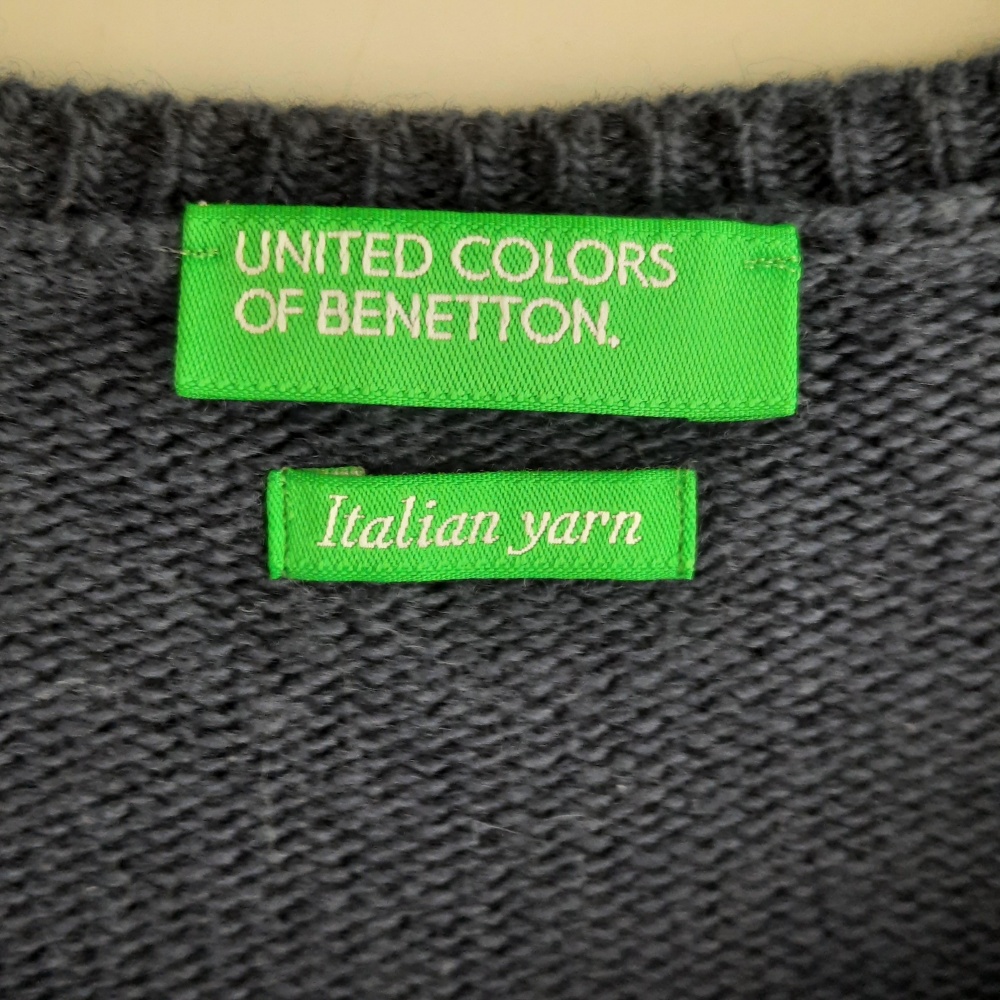 UNITED COLORS
OF BENETTON.
Italian yarn